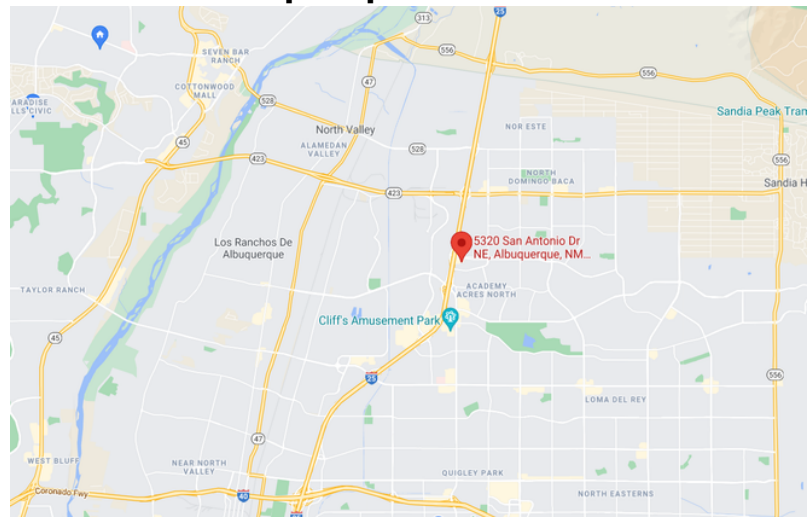 313
25
SEVEN BAR
RANCH
556
47
556
COTTONWOOD
MALL
ARADISE
LLS CIVIC
528
Sandia Peak Tram
North Valley
NOR ESTE
45
ALAMEDAN
VALLEY
528
423
556
NORTH
DOMINGO BACA
423
Sandia H
Los Ranchos De
Albuquerque
5320 San Antonio Dr
NE, Albuquerque, NM...
TAYLOR RANCH
ACADEMY
ACRES NORTH
Cliff's Amusement Park
45
25
556
LOMA DEL REY
47
WEST BLUFF
NEAR NORTH
VALLEY
QUIGLEY PARK
Coronado Fwy
40
NORTH EASTERNS